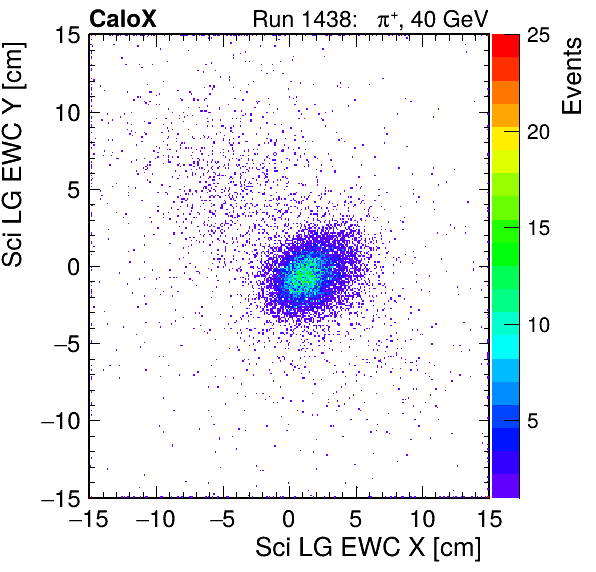 CaloX Run 1438: π⁺, 40 GeV
Sci LG EWC Y [cm]
15
10
5
0
−5
−10
−15
−15 −10 −5 0 5 10 15
Sci LG EWC X [cm]
25
20
15
10
5
Events